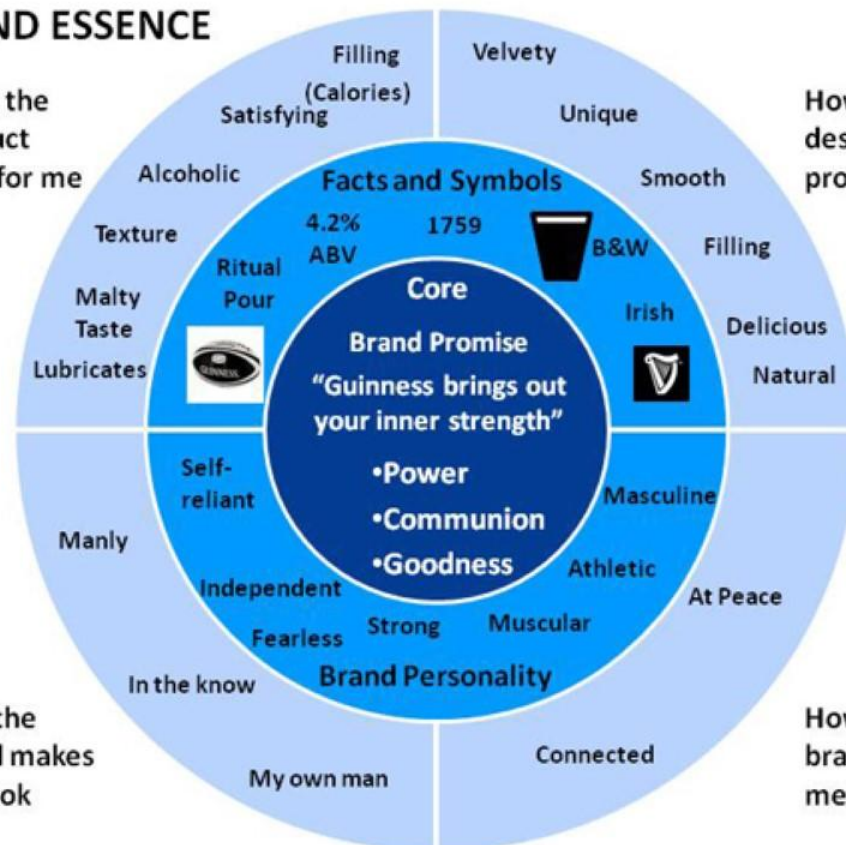 ND ESSENCE
the
uct
for me
Filling
(Calories)
Satisfying
Alcoholic
Texture
Malty
Taste
Lubricates
Velvety
Unique
Smooth
Filling
Delicious
Natural
How
des
pro
Facts and Symbols
4.2%
ABV
1759
B&W
Ritual
Pour
Irish
GUINNESS
Core
Brand Promise
“Guinness brings out
your inner strength”
•Power
•Communion
•Goodness
Self-
reliant
Independent
Fearless
Strong
Muscular
Athletic
Masculine
Brand Personality
Manly
In the know
My own man
At Peace
Connected
the
d makes
ok
How
bra
me